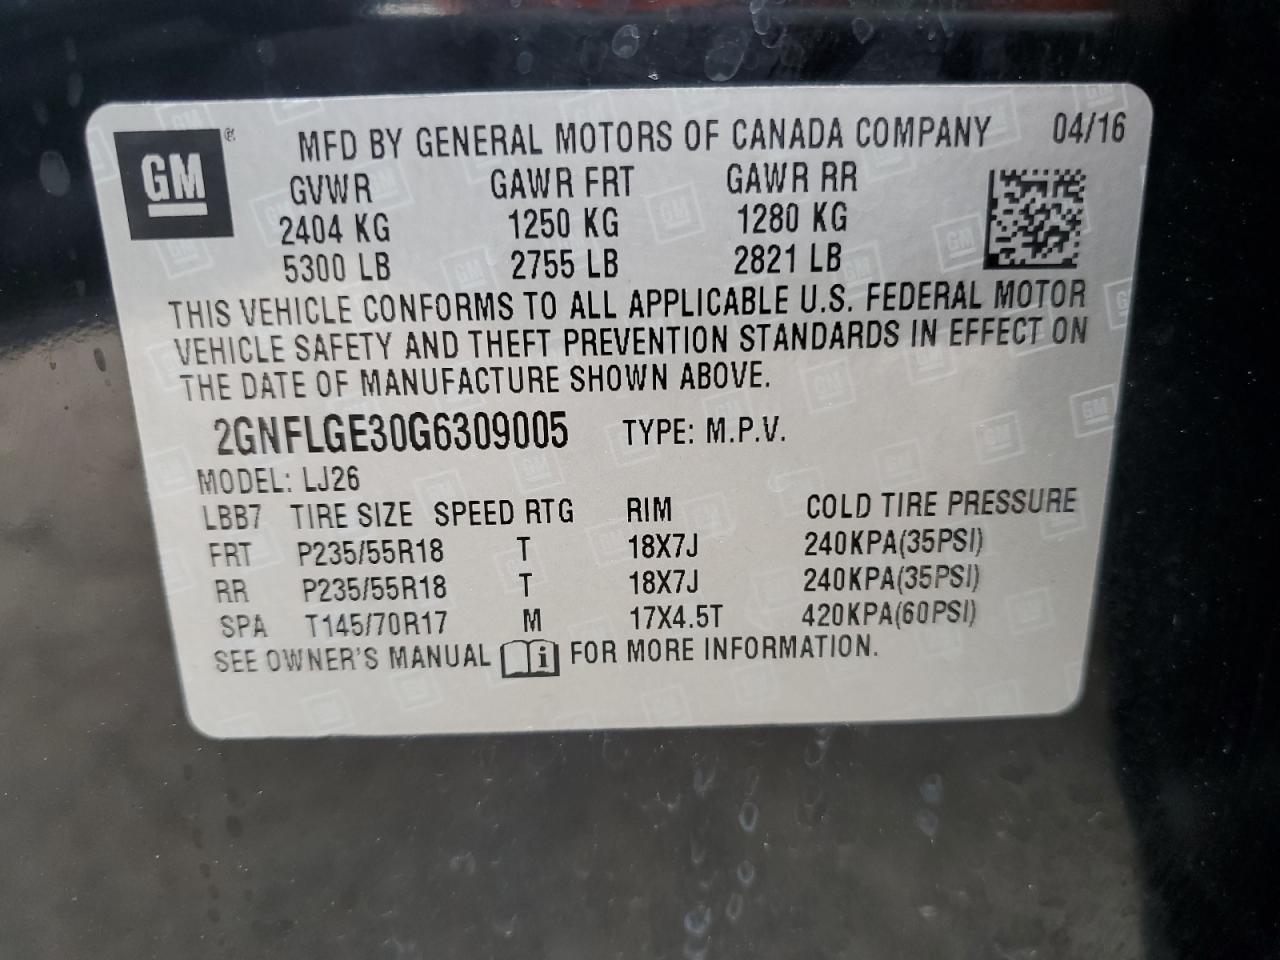 GM ® MFD BY GENERAL MOTORS OF CANADA COMPANY 04/16
GVWR GAWR FRT GAWR RR
2404 KG 1250 KG 1280 KG
5300 LB 2755 LB 2821 LB
THIS VEHICLE CONFORMS TO ALL APPLICABLE U.S. FEDERAL MOTOR
VEHICLE SAFETY AND THEFT PREVENTION STANDARDS IN EFFECT ON
THE DATE OF MANUFACTURE SHOWN ABOVE.
2GNFLGE30G6309005 TYPE: M.P.V.
MODEL: LJ26
LBB7 TIRE SIZE SPEED RTG RIM COLD TIRE PRESSURE
FRT P235/55R18 T 18X7J 240KPA(35PSI)
RR P235/55R18 T 18X7J 240KPA(35PSI)
SPA T145/70R17 M 17X4.5T 420KPA(60PSI)
SEE OWNER'S MANUAL i FOR MORE INFORMATION.